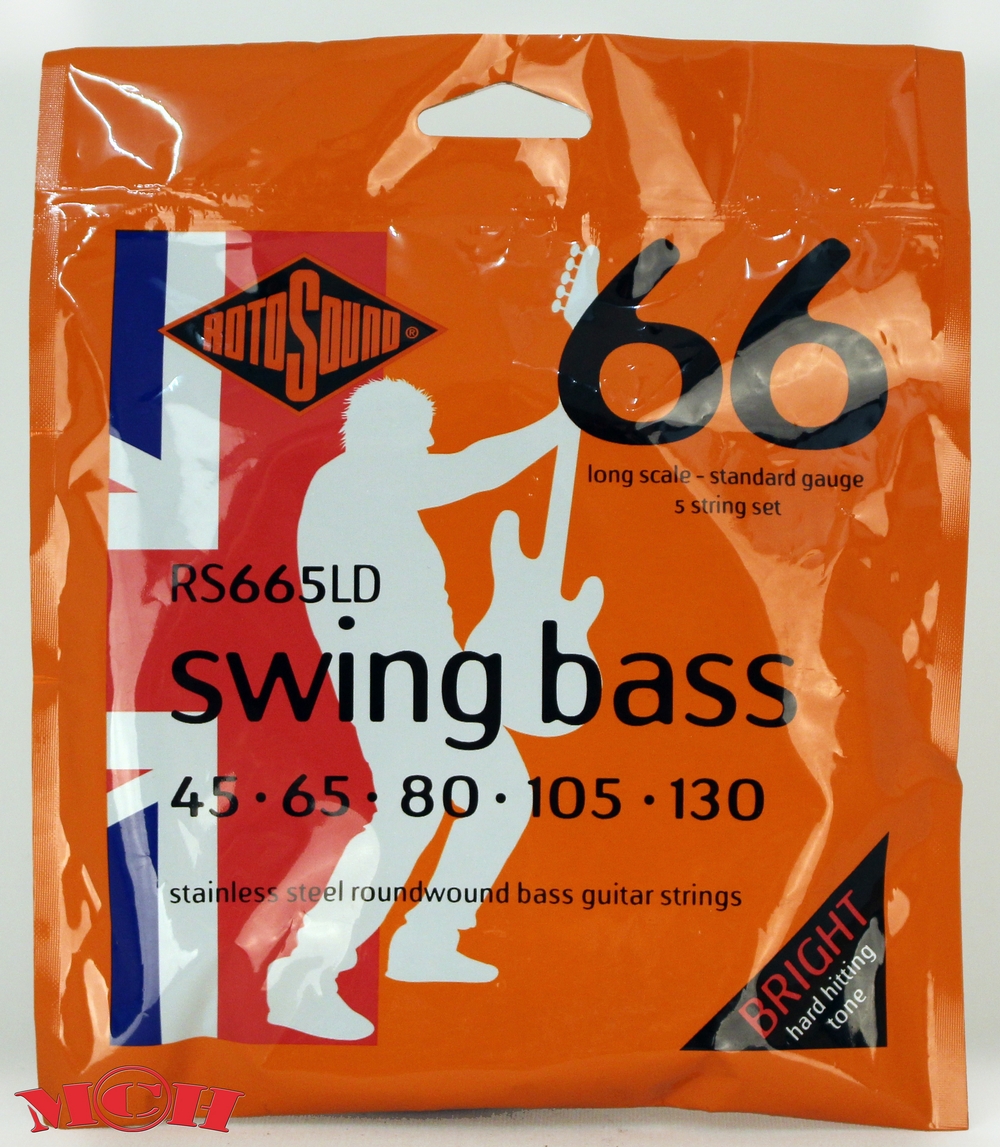 ROTOSOUND®
66
long scale - standard gauge
5 string set
RS665LD
swing bass
45 · 65 · 80 · 105 · 130
stainless steel roundwound bass guitar strings
BRIGHT
hard hitting
tone
MCH